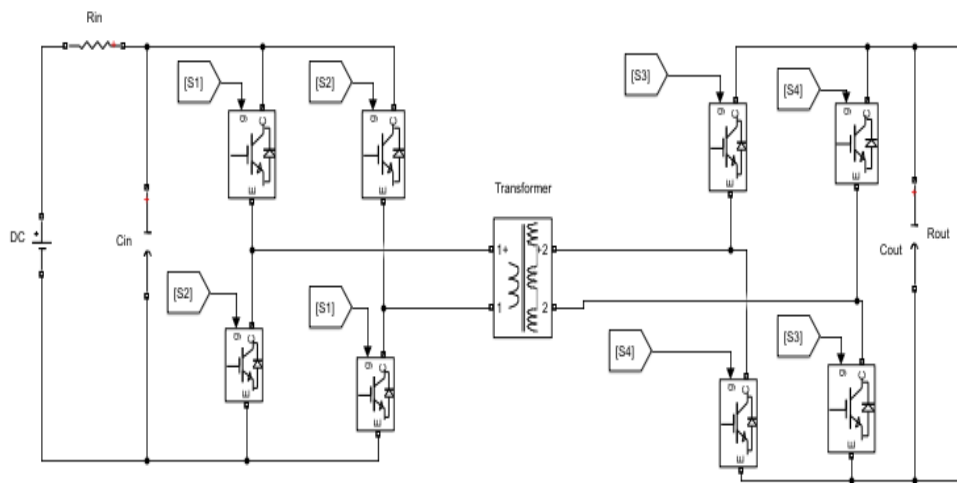 Rin
[S1]
[S2]
[S3]
[S4]
g C
E
g C
E
g C
E
g C
E
Transformer
DC
+
Cin
1+
+2
1
2
Cout
Rout
[S2]
[S1]
[S4]
[S3]
g C
E
g C
E
g C
E
g C
E